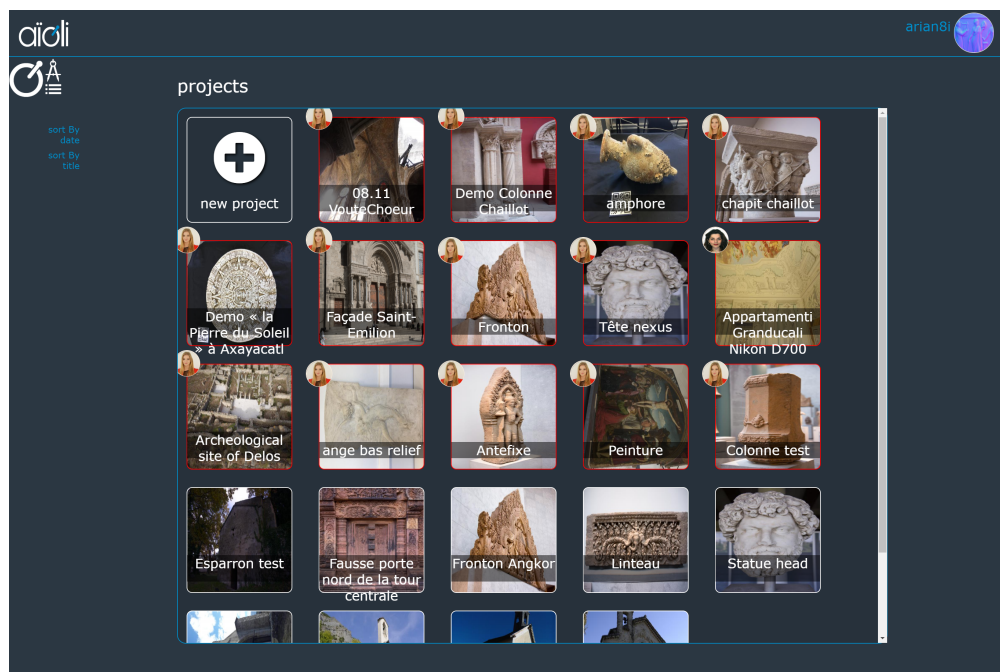 aïoli
arian8i
projects
sort By
date
sort By
title
new project
08.11
VouteChoeur
Demo Colonne
Chaillot
amphore
chapit chaillot
Demo « la
Pierre du Soleil
» à Axayacatl
Façade Saint-
Emilion
Fronton
Tête nexus
Appartamenti
Granducali
Nikon D700
Archeological
site of Delos
ange bas relief
Antefixe
Peinture
Colonne test
Esparron test
Fausse porte
nord de la tour
centrale
Fronton Angkor
Linteau
Statue head